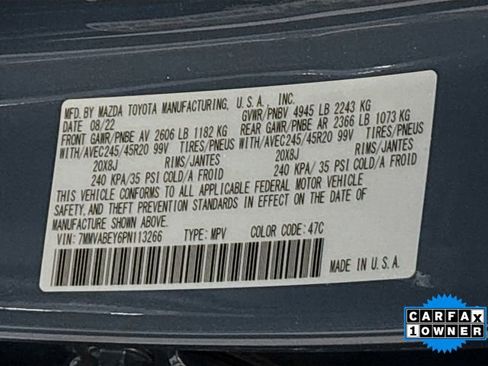 MFD. BY MAZDA TOYOTA MANUFACTURING, U.S.A., INC.
DATE 08/22 GVWR/PNBV 4945 LB 2243 KG
FRONT GAWR/PNBE AV 2606 LB 1182 KG REAR GAWR/PNBE AR 2366 LB 1073 KG
WITH/AVEC245/45R20 99V TIRES/PNEUS WITH/AVEC245/45R20 99V TIRES/PNEUS
20X8J RIMS/JANTES 20X8J RIMS/JANTES
240 KPA/35 PSI COLD/A FROID 240 KPA/35 PSI COLD/A FROID
THIS VEHICLE CONFORMS TO ALL APPLICABLE FEDERAL MOTOR VEHICLE
SAFETY, AND THEFT PREVENTION STANDARDS IN EFFECT ON THE DATE OF
MANUFACTURE SHOWN ABOVE.
VIN: 7MMVABEY6PN113266 TYPE: MPV COLOR CODE: 47C
MADE IN U.S.A.
CARFAX
1 OWNER